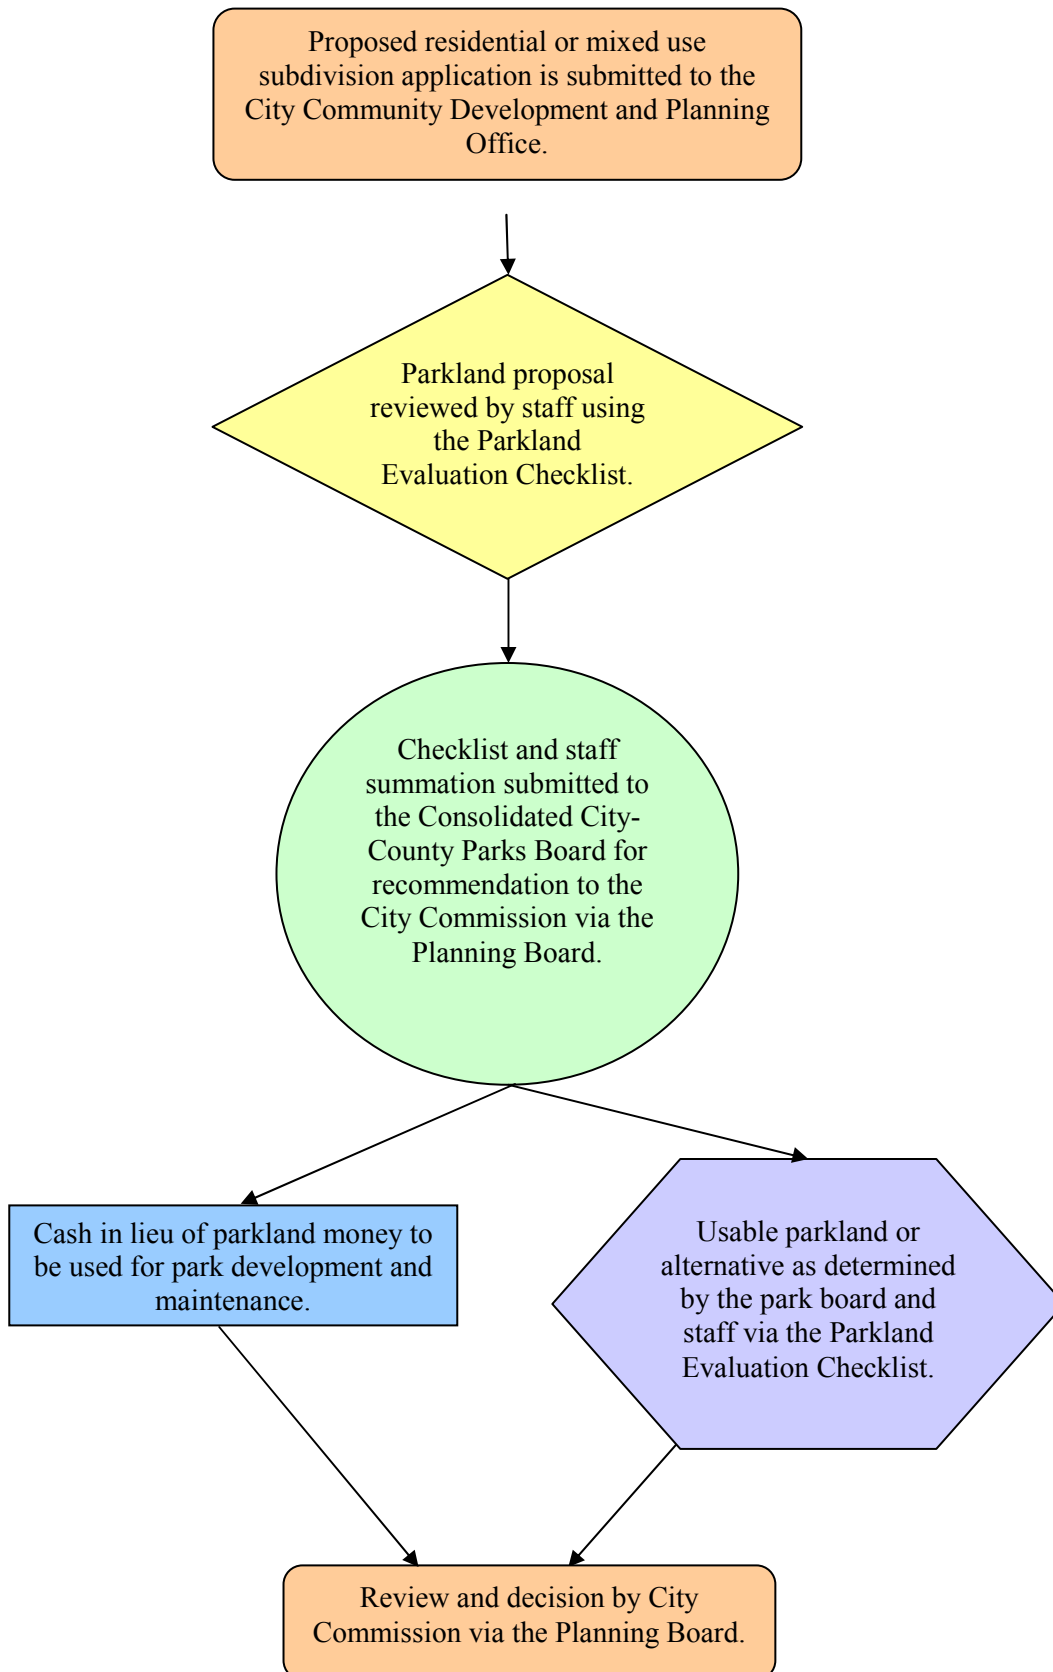 Proposed residential or mixed use
subdivision application is submitted to the
City Community Development and Planning
Office.
Parkland proposal
reviewed by staff using
the Parkland
Evaluation Checklist.
Checklist and staff
summation submitted to
the Consolidated City-
County Parks Board for
recommendation to the
City Commission via the
Planning Board.
Cash in lieu of parkland money to
be used for park development and
maintenance.
Usable parkland or
alternative as determined
by the park board and
staff via the Parkland
Evaluation Checklist.
Review and decision by City
Commission via the Planning Board.